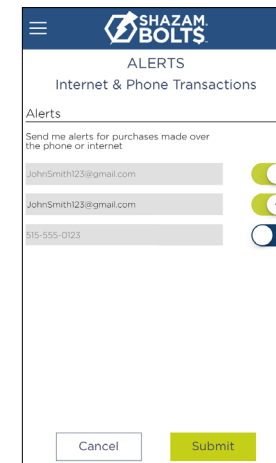 SHAZAM.
BOLT$.
ALERTS
Internet & Phone Transactions
Alerts
Send me alerts for purchases made over
the phone or internet
JohnSmith123@gmail.com
JohnSmith123@gmail.com
515-555-0123
Cancel
Submit